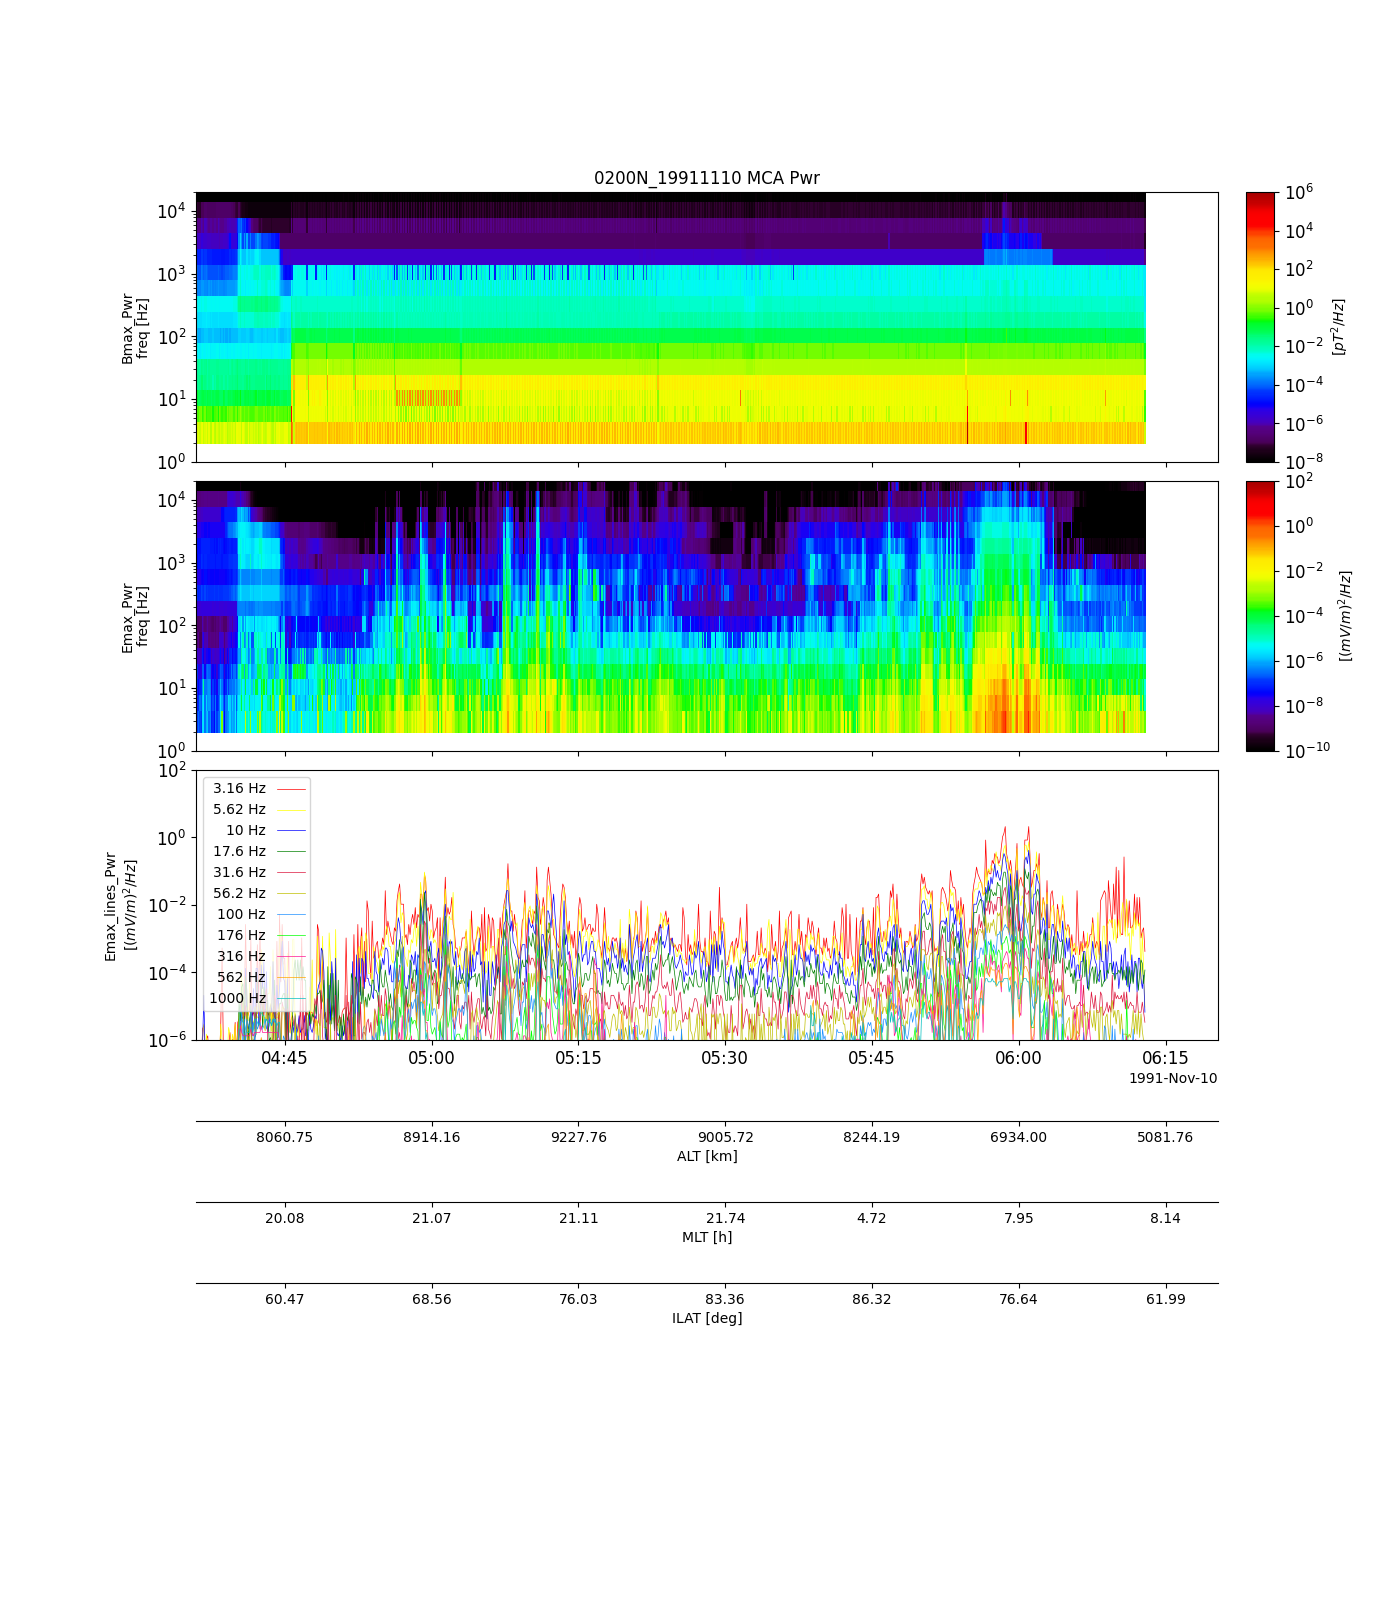 0200N_19911110 MCA Pwr
Bmax_Pwr
freq [Hz]
10^4
10^3
10^2
10^1
10^0
10^6
10^4
10^2
10^0
10^-2
10^-4
10^-6
10^-8
[pT^2/Hz]
Emax_Pwr
freq [Hz]
10^4
10^3
10^2
10^1
10^0
10^2
10^0
10^-2
10^-4
10^-6
10^-8
10^-10
[(mV/m)^2/Hz]
Emax_lines_Pwr
[(mV/m)^2/Hz]
10^2
10^0
10^-2
10^-4
10^-6
3.16 Hz
5.62 Hz
10 Hz
17.6 Hz
31.6 Hz
56.2 Hz
100 Hz
176 Hz
316 Hz
562 Hz
1000 Hz
04:45 05:00 05:15 05:30 05:45 06:00 06:15
1991-Nov-10
8060.75 8914.16 9227.76 9005.72 8244.19 6934.00 5081.76
ALT [km]
20.08 21.07 21.11 21.74 4.72 7.95 8.14
MLT [h]
60.47 68.56 76.03 83.36 86.32 76.64 61.99
ILAT [deg]